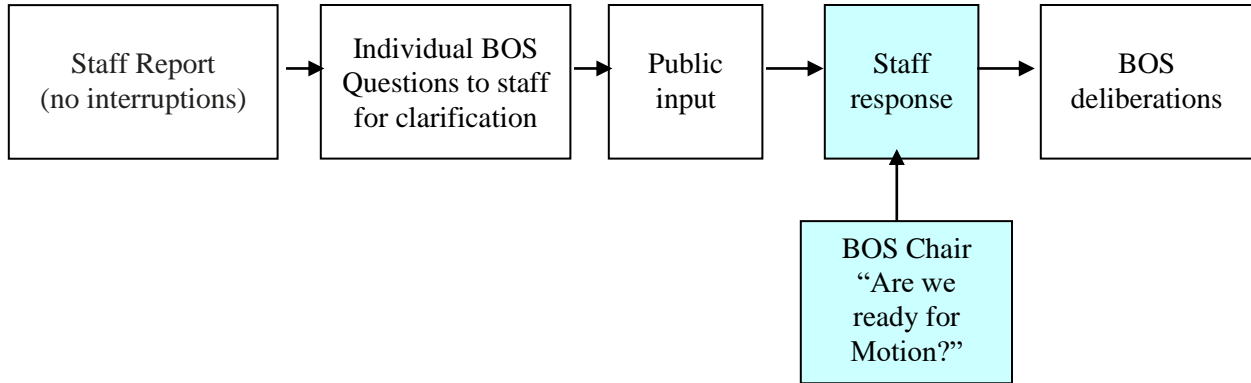 Staff Report
(no interruptions)
Individual BOS
Questions to staff
for clarification
Public
input
Staff
response
BOS
deliberations
BOS Chair
“Are we
ready for
Motion?”